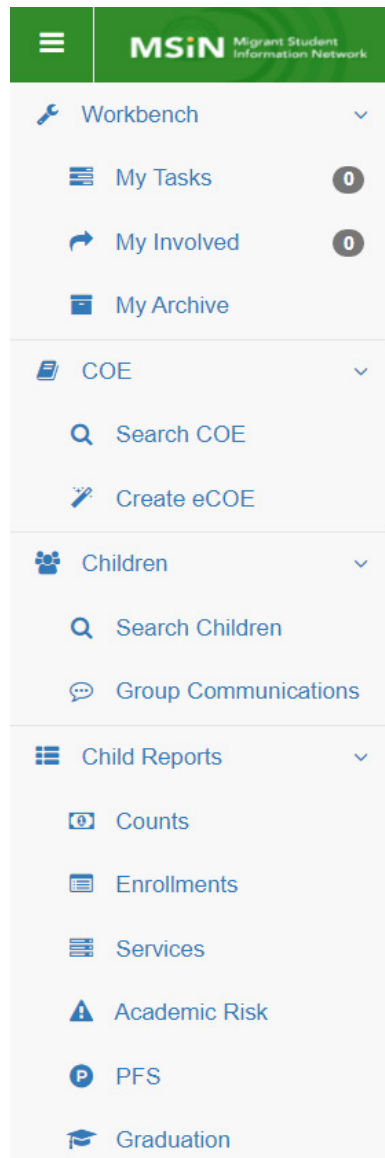 MSiN Migrant Student
Information Network
Workbench
My Tasks 0
My Involved 0
My Archive
COE
Search COE
Create eCOE
Children
Search Children
Group Communications
Child Reports
Counts
Enrollments
Services
Academic Risk
P PFS
Graduation